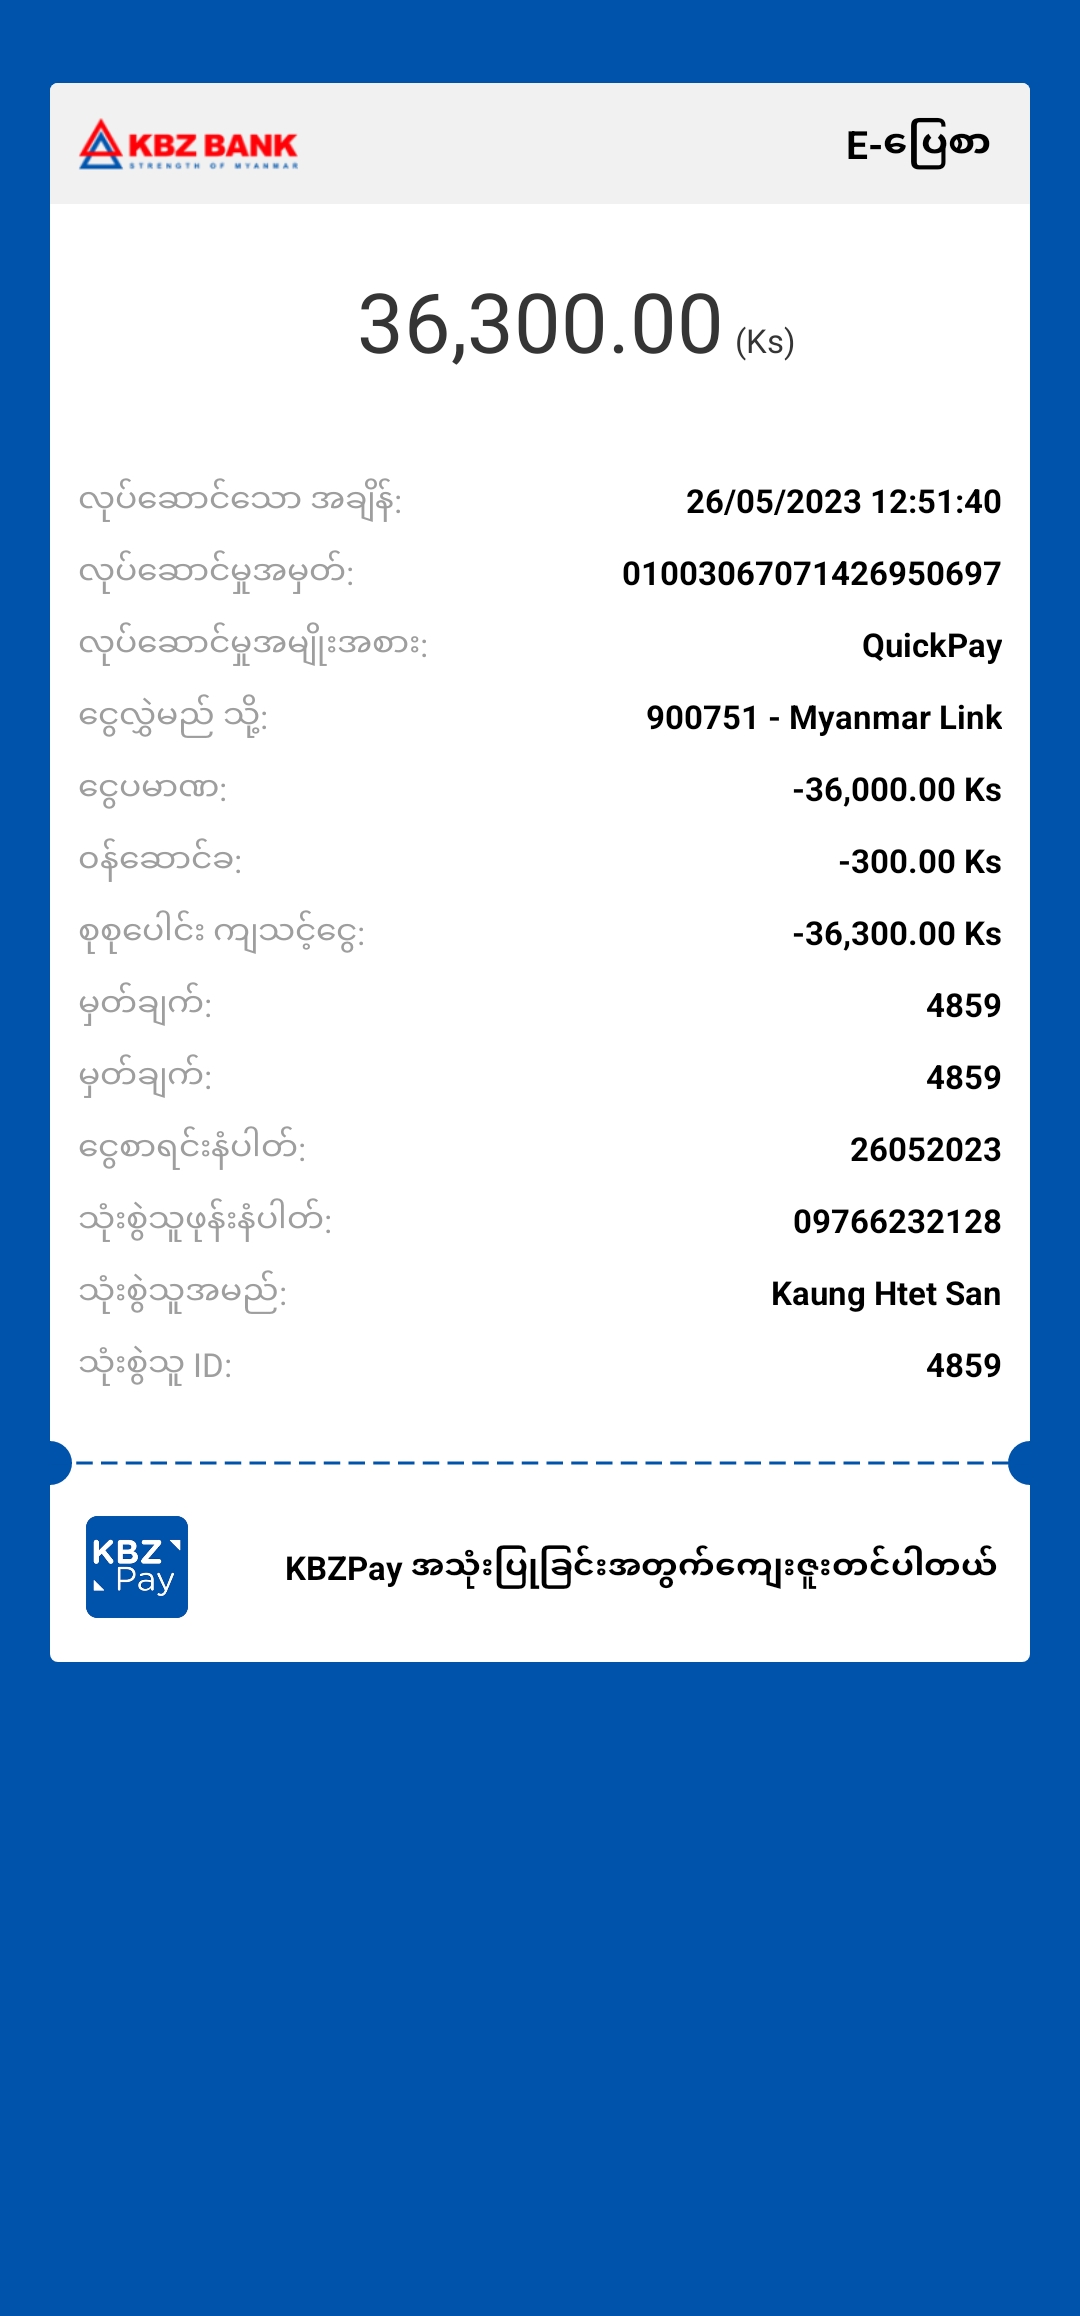 KBZ BANK
STRENGTH OF MYANMAR
E-ပြေစာ
36,300.00 (Ks)
လုပ်ဆောင်သော အချိန်: 26/05/2023 12:51:40
လုပ်ဆောင်မှုအမှတ်: 01003067071426950697
လုပ်ဆောင်မှုအမျိုးအစား: QuickPay
ငွေလွှဲမည် သို့: 900751 - Myanmar Link
ငွေပမာဏ: -36,000.00 Ks
ဝန်ဆောင်ခ: -300.00 Ks
စုစုပေါင်း ကျသင့်ငွေ: -36,300.00 Ks
မှတ်ချက်: 4859
မှတ်ချက်: 4859
ငွေစာရင်းနံပါတ်: 26052023
သုံးစွဲသူဖုန်းနံပါတ်: 09766232128
သုံးစွဲသူအမည်: Kaung Htet San
သုံးစွဲသူ ID: 4859
KBZ
Pay
KBZPay အသုံးပြုခြင်းအတွက်ကျေးဇူးတင်ပါတယ်